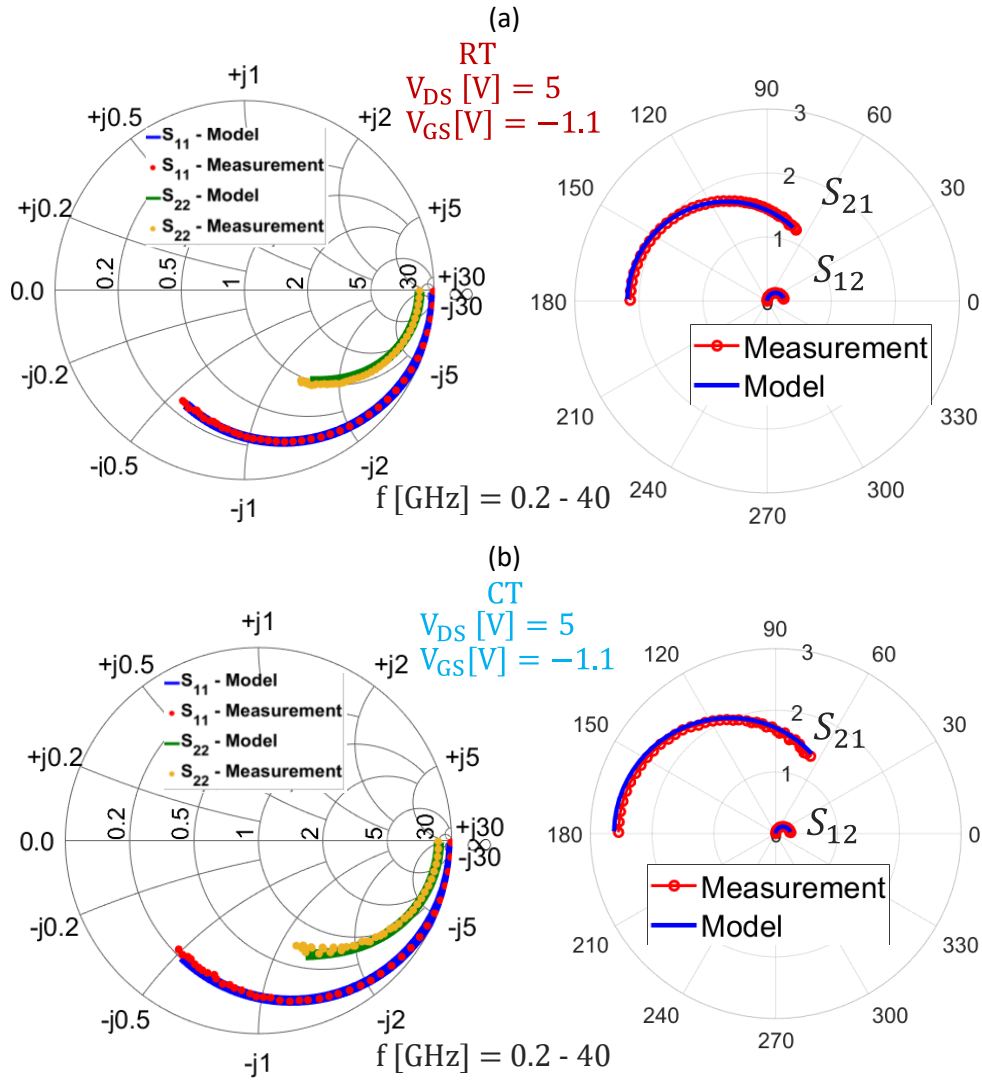 (a)
RT
V_DS [V] = 5
V_GS[V] = −1.1
+j1
+j0.5
+j2
S11 - Model
S11 - Measurement
S22 - Model
S22 - Measurement
+j0.2
+j5
0.0
0.2
0.5
1
2
5
30
+j30
-j30
∞
-j0.2
-j5
-j0.5
-j2
-j1
f [GHz] = 0.2 - 40
90
120
3
60
150
2
S21
30
1
S12
180
0
0
Measurement
Model
210
330
240
300
270
(b)
CT
V_DS [V] = 5
V_GS[V] = −1.1
+j1
+j0.5
+j2
S11 - Model
S11 - Measurement
S22 - Model
S22 - Measurement
+j0.2
+j5
0.0
0.2
0.5
1
2
5
30
+j30
-j30
∞
-j0.2
-j5
-j0.5
-j2
-j1
f [GHz] = 0.2 - 40
90
120
3
60
150
2
S21
30
1
S12
180
0
0
Measurement
Model
210
330
240
300
270